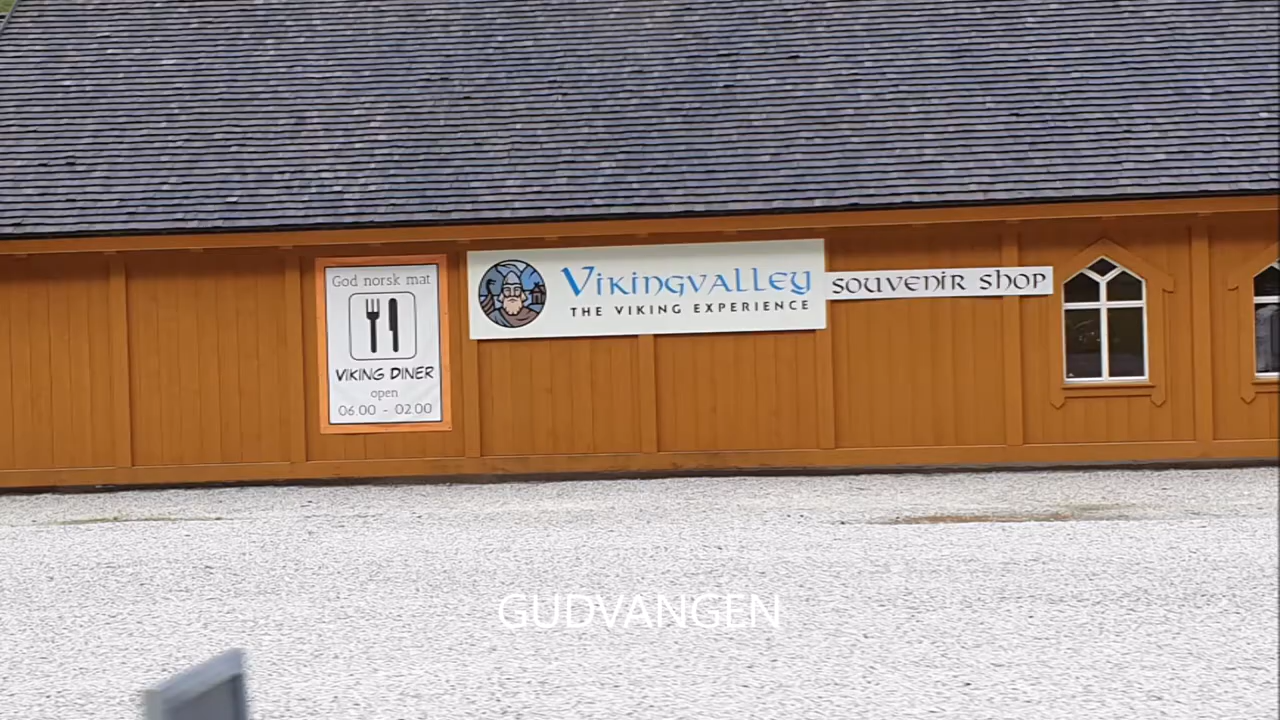 God norsk mat
VIKING DINER
open
06.00 - 02.00
VIKINGVALLEY
THE VIKING EXPERIENCE
SOUVENIR SHOP
GUDVANGEN